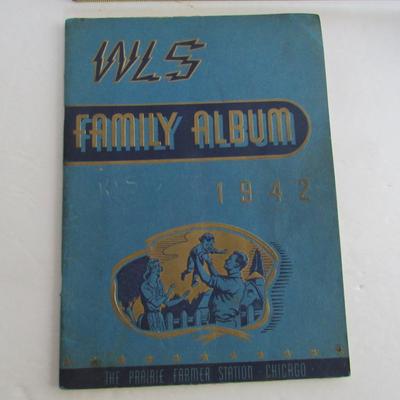 WLS
FAMILY ALBUM
1942
THE PRAIRIE FARMER STATION - CHICAGO